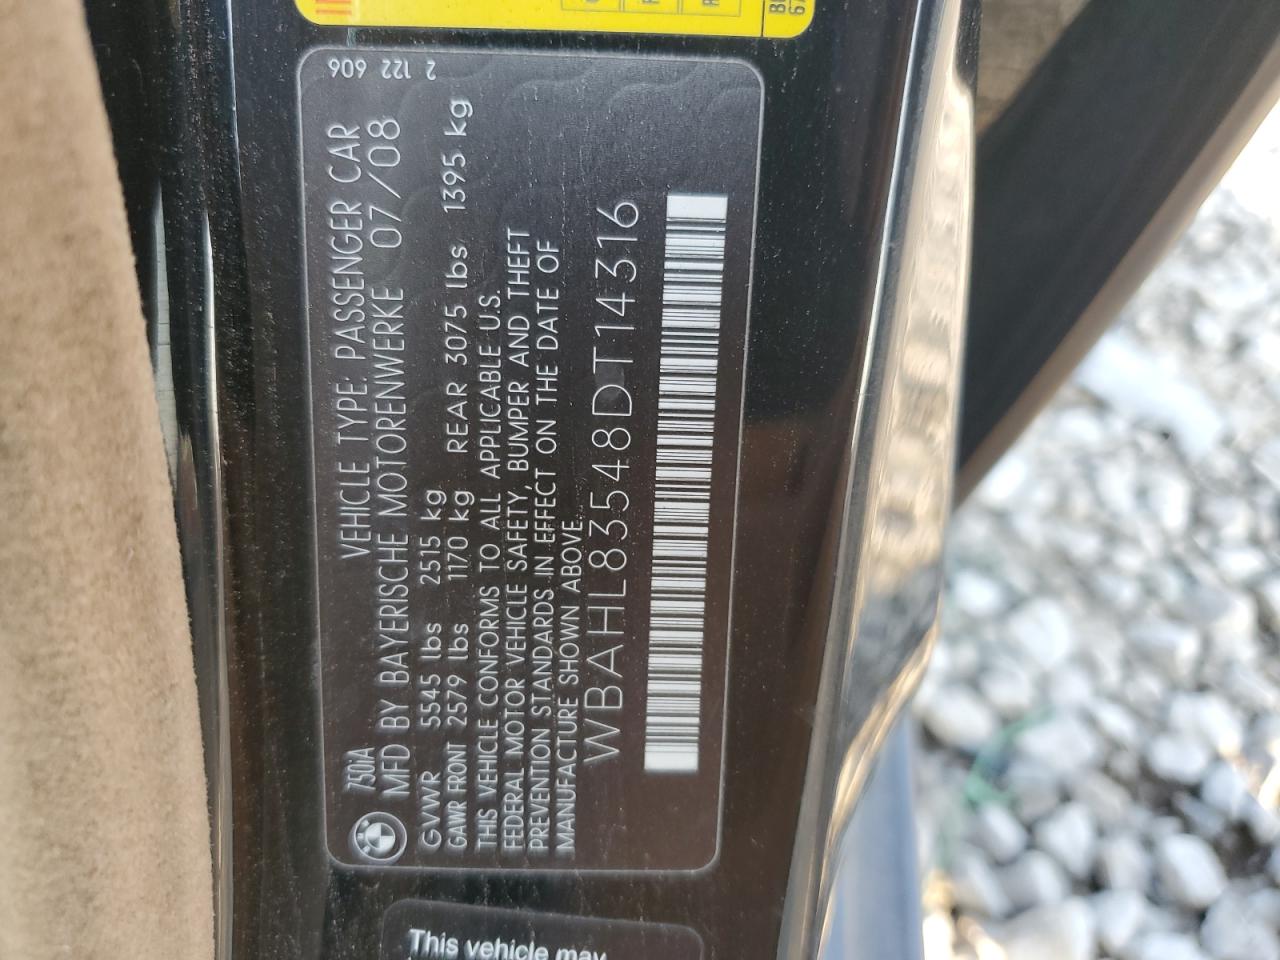 750iA VEHICLE TYPE. PASSENGER CAR
MFD BY BAYERISCHE MOTORENWERKE 07/08
GVWR 5545 lbs 2515 kg
GAWR FRONT 2579 lbs 1170 kg REAR 3075 lbs 1395 kg
THIS VEHICLE CONFORMS TO ALL APPLICABLE U.S.
FEDERAL MOTOR VEHICLE SAFETY, BUMPER AND THEFT
PREVENTION STANDARDS IN EFFECT ON THE DATE OF
MANUFACTURE SHOWN ABOVE.
WBAHL83548DT14316
2 122 606
This vehicle may